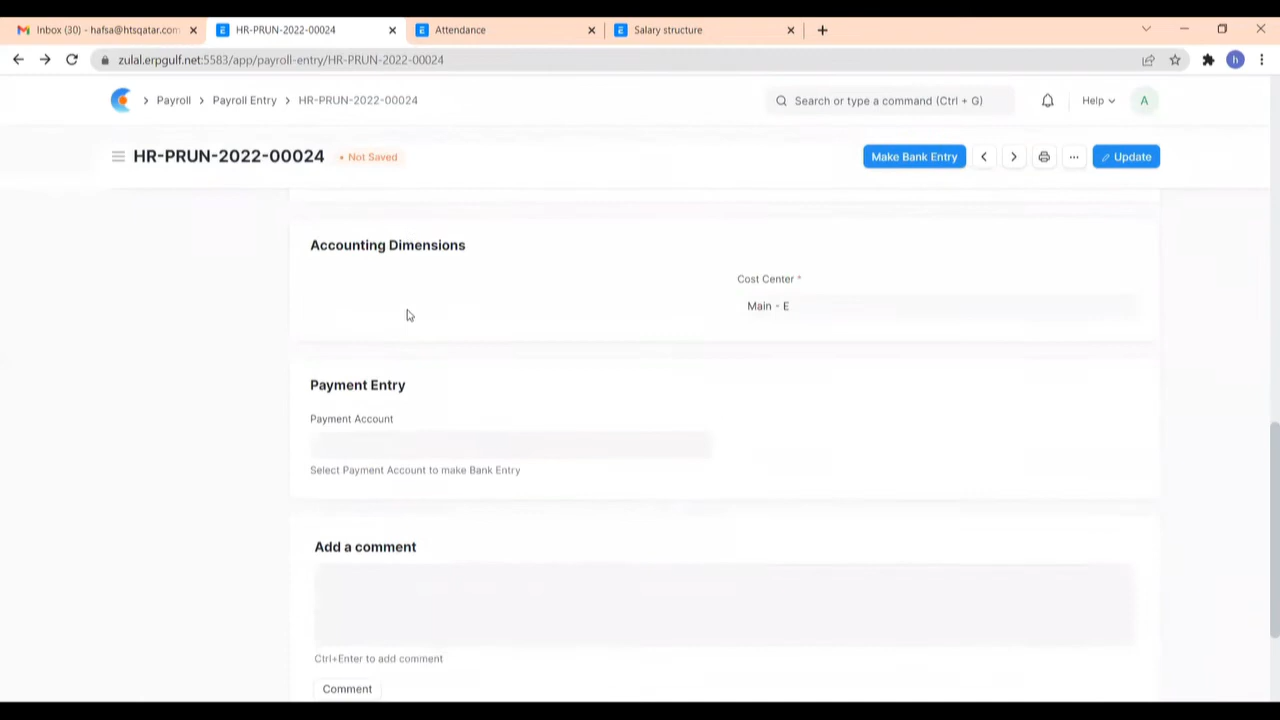 Inbox (30) - hafsa@htsqatar.com
HR-PRUN-2022-00024
Attendance
Salary structure
zulal.erpgulf.net:5583/app/payroll-entry/HR-PRUN-2022-00024
h
Payroll
Payroll Entry
HR-PRUN-2022-00024
Search or type a command (Ctrl + G)
Help
A
HR-PRUN-2022-00024
• Not Saved
Make Bank Entry
Update
Accounting Dimensions
Cost Center *
Main - E
Payment Entry
Payment Account
Select Payment Account to make Bank Entry
Add a comment
Ctrl+Enter to add comment
Comment